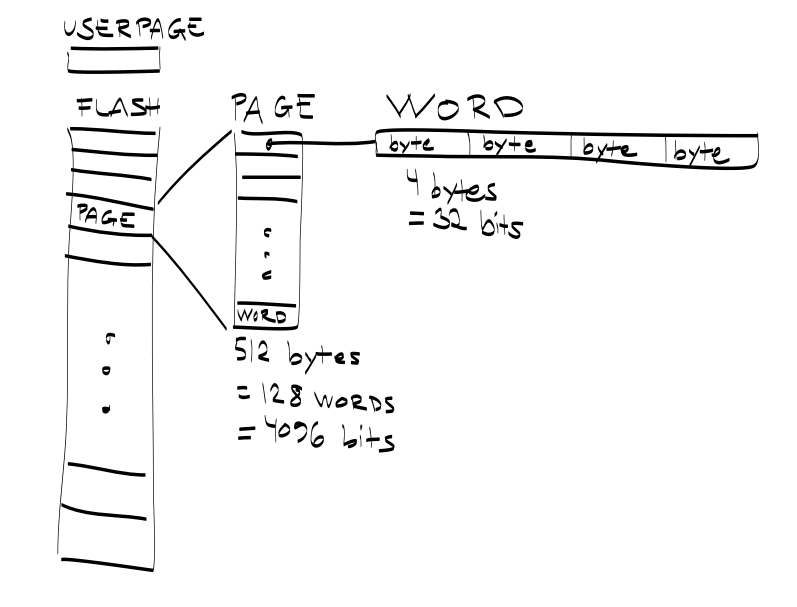 USERPAGE
FLASH
PAGE
PAGE
WORD
512 bytes
= 128 WORDS
= 4096 bits
WORD
byte byte byte byte
4 bytes
= 32 bits